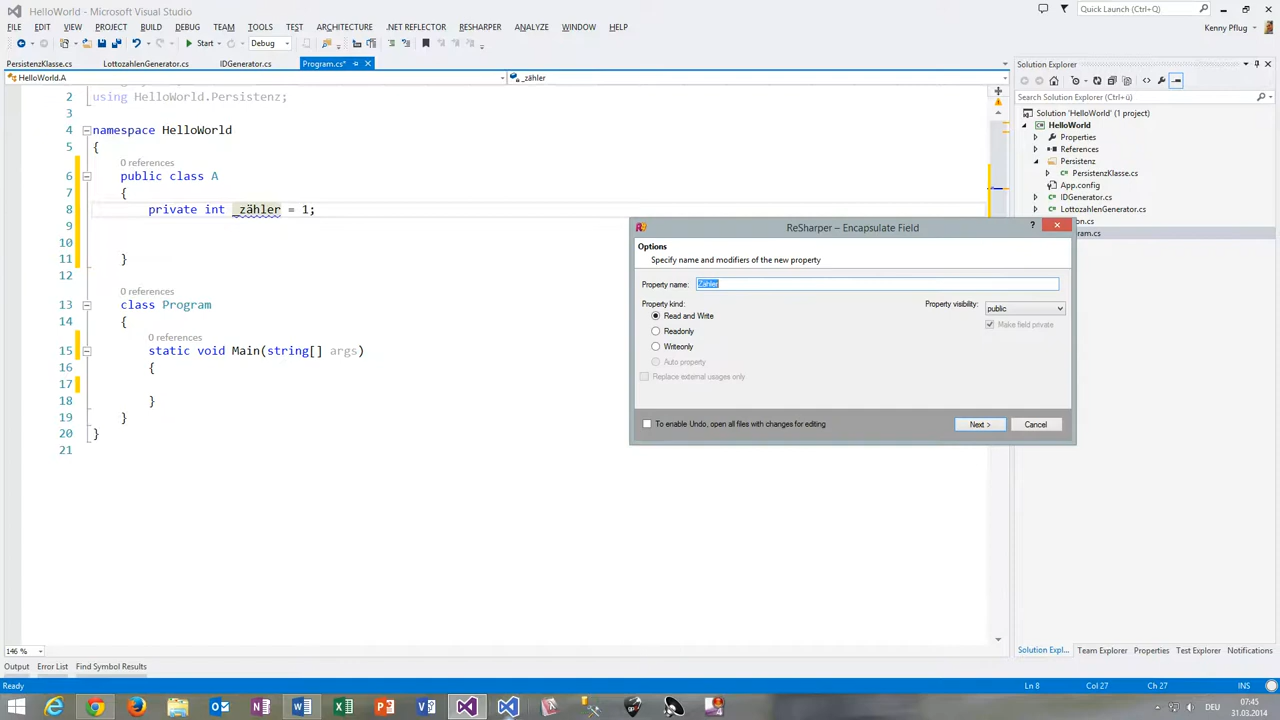 HelloWorld - Microsoft Visual Studio
Quick Launch (Ctrl+Q)
FILE EDIT VIEW PROJECT BUILD DEBUG TEAM TOOLS TEST ARCHITECTURE .NET REFLECTOR RESHARPER ANALYZE WINDOW HELP
Kenny Pflug
Start
Debug
PersistenzKlasse.cs LottozahlenGenerator.cs IDGenerator.cs Program.cs*
HelloWorld.A
_zähler
2 using HelloWorld.Persistenz;
3
4 namespace HelloWorld
5 {
0 references
6 public class A
7 {
8 private int _zähler = 1;
9
10
11 }
12
13 class Program
14 {
0 references
15 static void Main(string[] args)
16 {
17
18 }
19 }
20 }
21
ReSharper – Encapsulate Field
?
Options
Specify name and modifiers of the new property
Property name: Zähler
Property kind:
Read and Write
Readonly
Writeonly
Auto property
Replace external usages only
Property visibility: public
Make field private
To enable Undo, open all files with changes for editing
Next >
Cancel
Solution Explorer
Search Solution Explorer (Ctrl+ü)
Solution 'HelloWorld' (1 project)
HelloWorld
Properties
References
Persistenz
PersistenzKlasse.cs
App.config
IDGenerator.cs
LottozahlenGenerator.cs
on.cs
ram.cs
146 %
Solution Expl... Team Explorer Properties Test Explorer Notifications
Output Error List Find Symbol Results
Ready
Ln 8 Col 27 Ch 27 INS
DEU
07:45
31.03.2014